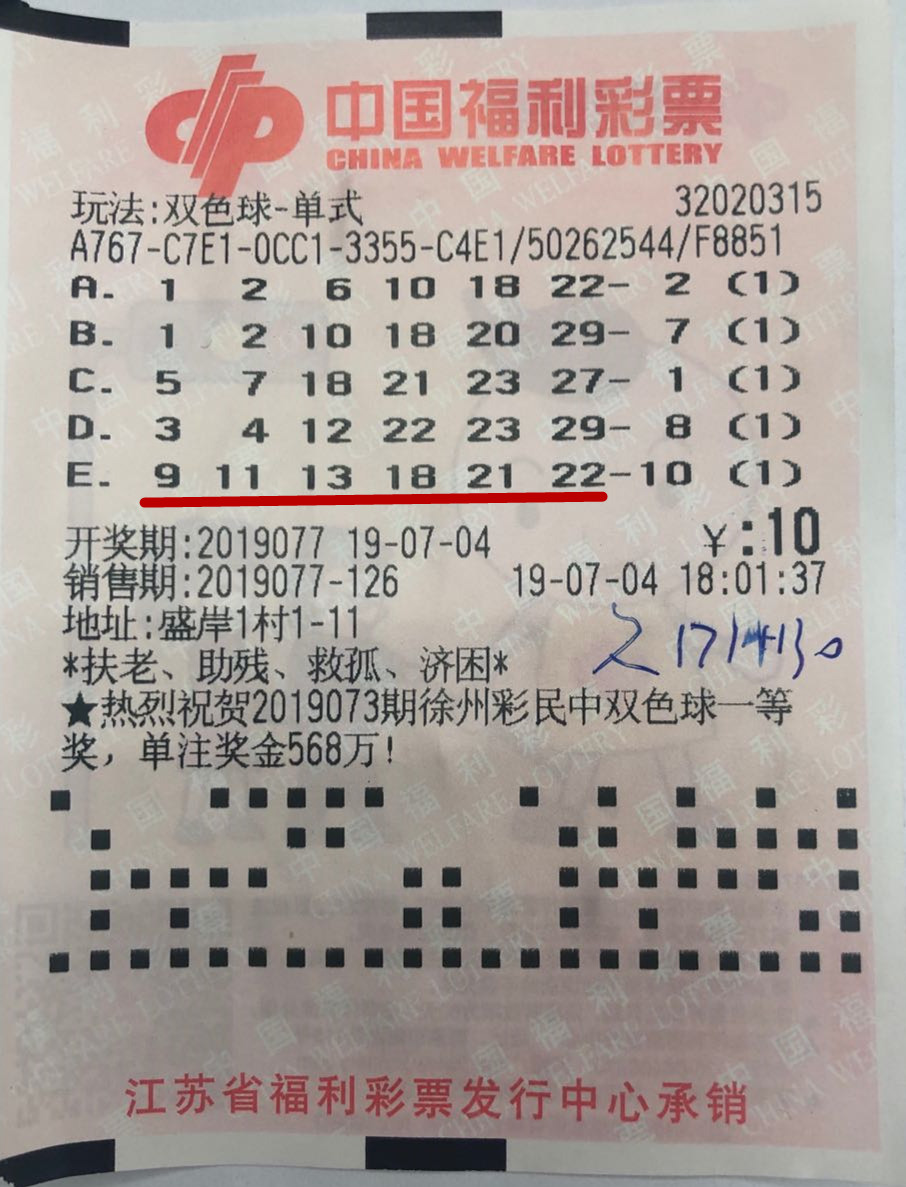 中国福利彩票
CHINA WELFARE LOTTERY
玩法:双色球-单式 32020315
A767-C7E1-0CC1-3355-C4E1/50262544/F8851
A. 1 2 6 10 18 22- 2 (1)
B. 1 2 10 18 20 29- 7 (1)
C. 5 7 18 21 23 27- 1 (1)
D. 3 4 12 22 23 29- 8 (1)
E. 9 11 13 18 21 22-10 (1)
开奖期:2019077 19-07-04 ¥:10
销售期:2019077-126 19-07-04 18:01:37
地址:盛岸1村1-11
*扶老、助残、救孤、济困*
★热烈祝贺2019073期徐州彩民中双色球一等
奖，单注奖金568万!
江苏省福利彩票发行中心承销